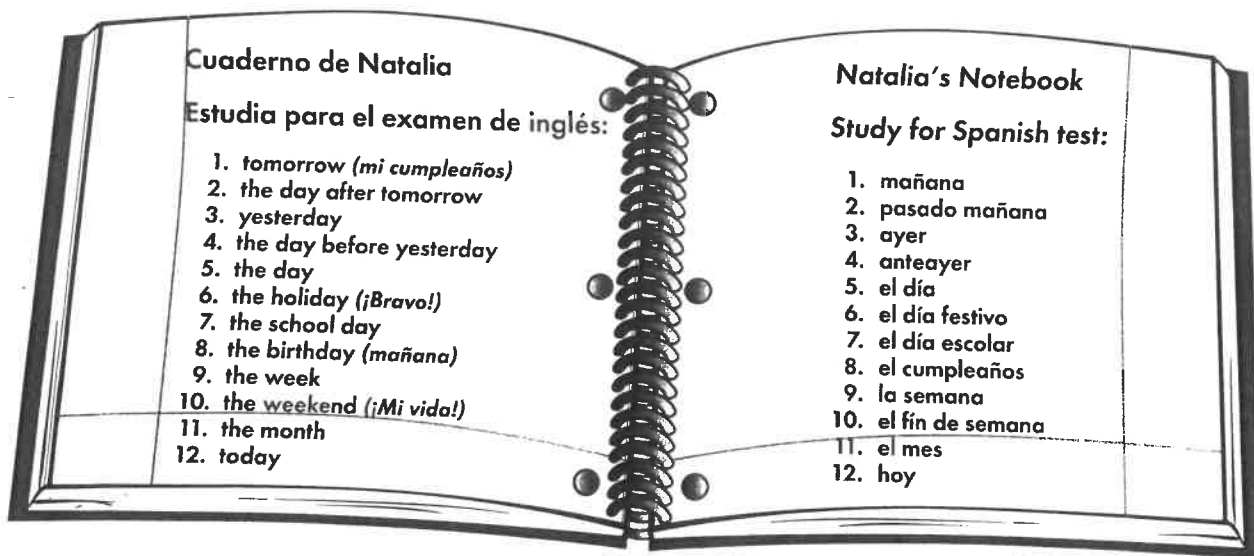 Cuaderno de Natalia
Estudia para el examen de inglés:
1. tomorrow (mi cumpleaños)
2. the day after tomorrow
3. yesterday
4. the day before yesterday
5. the day
6. the holiday (¡Bravo!)
7. the school day
8. the birthday (mañana)
9. the week
10. the weekend (¡Mi vida!)
11. the month
12. today
Natalia's Notebook
Study for Spanish test:
1. mañana
2. pasado mañana
3. ayer
4. anteayer
5. el día
6. el día festivo
7. el día escolar
8. el cumpleaños
9. la semana
10. el fín de semana
11. el mes
12. hoy